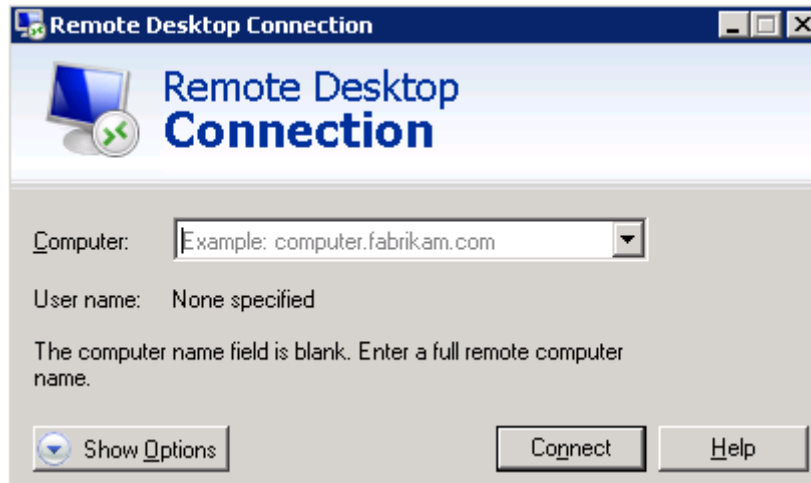 Remote Desktop Connection
Remote Desktop
Connection
Computer:
Example: computer.fabrikam.com
User name:
None specified
The computer name field is blank. Enter a full remote computer
name.
Show Options
Connect
Help